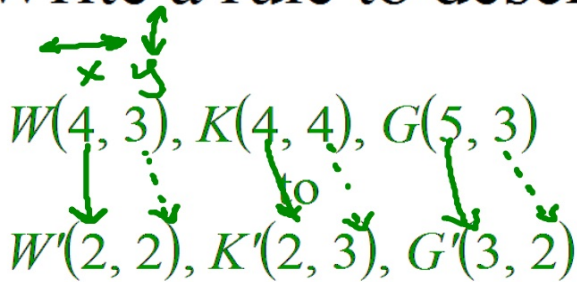 x y
W(4, 3), K(4, 4), G(5, 3)
to
W'(2, 2), K'(2, 3), G'(3, 2)